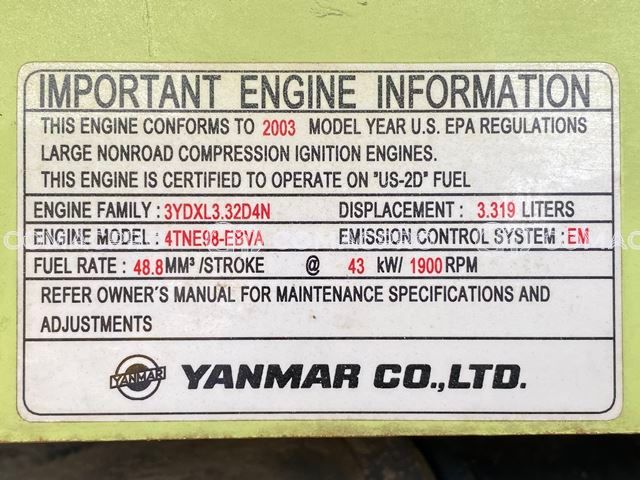 IMPORTANT ENGINE INFORMATION
THIS ENGINE CONFORMS TO 2003 MODEL YEAR U.S. EPA REGULATIONS
LARGE NONROAD COMPRESSION IGNITION ENGINES.
THIS ENGINE IS CERTIFIED TO OPERATE ON "US-2D" FUEL
ENGINE FAMILY : 3YDXL3.32D4N DISPLACEMENT : 3.319 LITERS
ENGINE MODEL : 4TNE98-EBVA EMISSION CONTROL SYSTEM : EM
FUEL RATE : 48.8 MM³ /STROKE @ 43 kW/ 1900 RPM
REFER OWNER'S MANUAL FOR MAINTENANCE SPECIFICATIONS AND
ADJUSTMENTS
YANMAR YANMAR CO.,LTD.